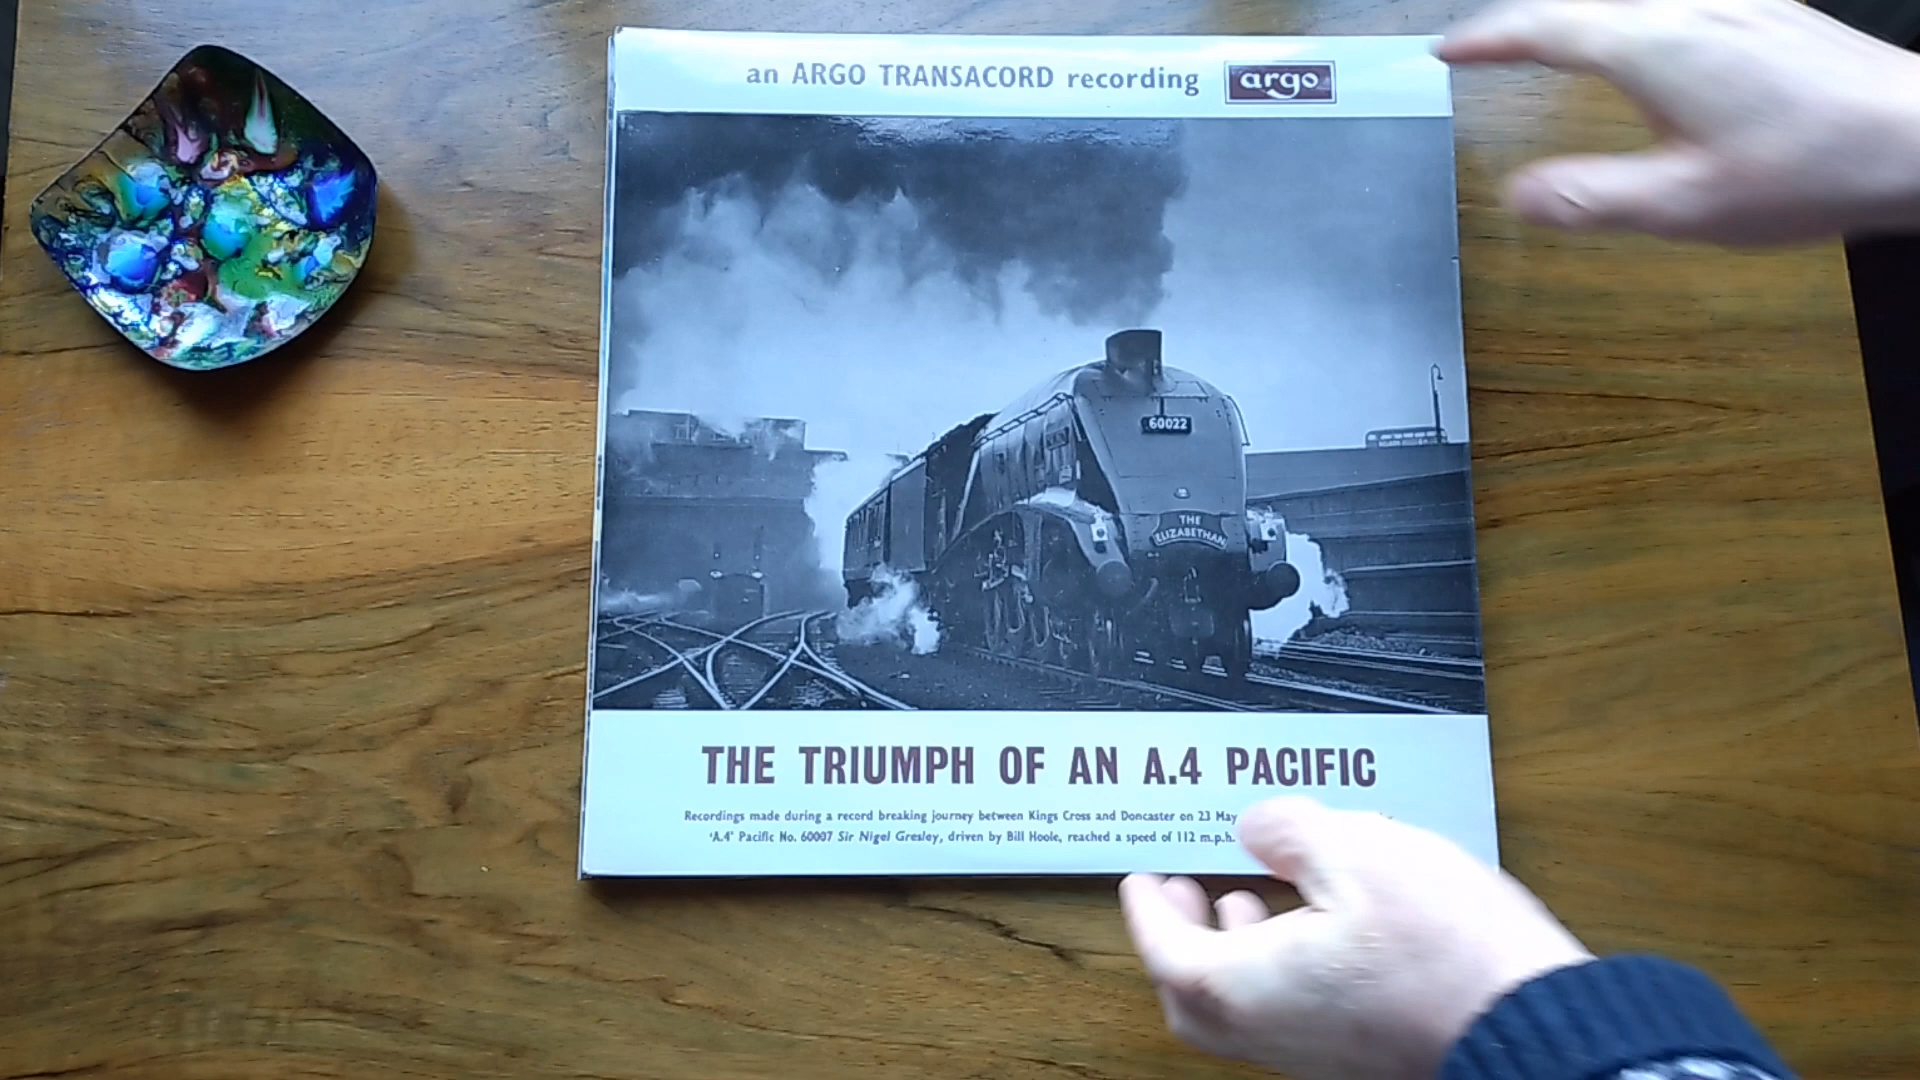 an ARGO TRANSACORD recording argo
60022
THE
ELIZABETHAN
THE TRIUMPH OF AN A.4 PACIFIC
Recordings made during a record breaking journey between Kings Cross and Doncaster on 23 May
'A.4' Pacific No. 60007 Sir Nigel Gresley, driven by Bill Hoole, reached a speed of 112 m.p.h.